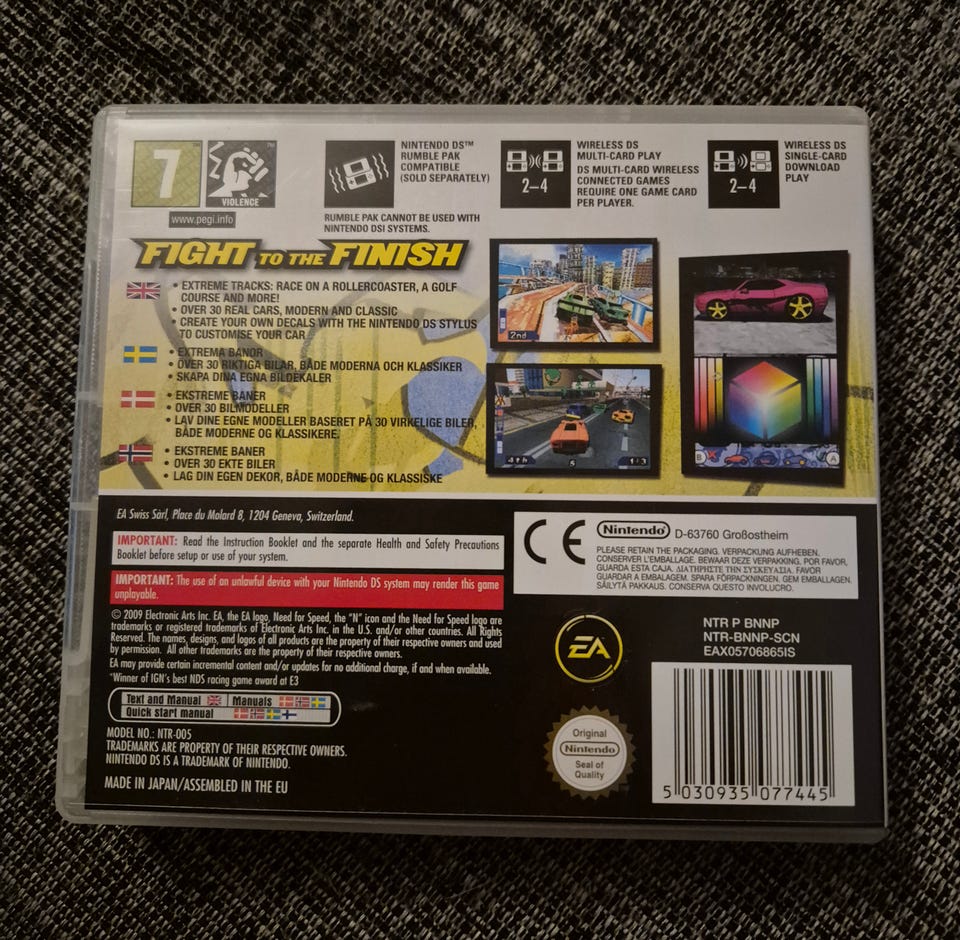 7
VIOLENCE
www.pegi.info
NINTENDO DS™
RUMBLE PAK
COMPATIBLE
(SOLD SEPARATELY)
RUMBLE PAK CANNOT BE USED WITH
NINTENDO DSI SYSTEMS.
2-4
WIRELESS DS
MULTI-CARD PLAY
DS MULTI-CARD WIRELESS
CONNECTED GAMES
REQUIRE ONE GAME CARD
PER PLAYER.
2-4
WIRELESS DS
SINGLE-CARD
DOWNLOAD
PLAY
FIGHT TO THE FINISH
• EXTREME TRACKS: RACE ON A ROLLERCOASTER, A GOLF
COURSE AND MORE!
• OVER 30 REAL CARS, MODERN AND CLASSIC
• CREATE YOUR OWN DECALS WITH THE NINTENDO DS STYLUS
TO CUSTOMISE YOUR CAR
• EXTREMA BANOR
• ÖVER 30 RIKTIGA BILAR, BÅDE MODERNA OCH KLASSIKER
• SKAPA DINA EGNA BILDEKALER
• EKSTREME BANER
• OVER 30 BILMODELLER
• LAV DINE EGNE MODELLER BASERET PÅ 30 VIRKELIGE BILER,
BÅDE MODERNE OG KLASSIKERE.
• EKSTREME BANER
• OVER 30 EKTE BILER
• LAG DIN EGEN DEKOR, BÅDE MODERNE OG KLASSISKE
2nd
4th
5
1:3
B
A
EA Swiss Sàrl, Place du Molard 8, 1204 Geneva, Switzerland.
IMPORTANT: Read the Instruction Booklet and the separate Health and Safety Precautions
Booklet before setup or use of your system.
IMPORTANT: The use of an unlawful device with your Nintendo DS system may render this game
unplayable.
© 2009 Electronic Arts Inc. EA, the EA logo, Need for Speed, the "N" icon and the Need for Speed logo are
trademarks or registered trademarks of Electronic Arts Inc. in the U.S. and/or other countries. All Rights
Reserved. The names, designs, and logos of all products are the property of their respective owners and used
by permission. All other trademarks are the property of their respective owners.
EA may provide certain incremental content and/or updates for no additional charge, if and when available.
*Winner of IGN's best NDS racing game award at E3
Text and Manual
Manuals
Quick start manual
MODEL NO.: NTR-005
TRADEMARKS ARE PROPERTY OF THEIR RESPECTIVE OWNERS.
NINTENDO DS IS A TRADEMARK OF NINTENDO.
MADE IN JAPAN/ASSEMBLED IN THE EU
CE
Nintendo® D-63760 Großostheim
PLEASE RETAIN THE PACKAGING. VERPACKUNG AUFHEBEN.
CONSERVER L'EMBALLAGE. BEWAAR DEZE VERPAKKING. POR FAVOR,
GUARDA ESTA CAJA. ΔΙΑΤΗΡΗΣΤΕ ΤΗΝ ΣΥΣΚΕΥΑΣΙΑ. FAVOR
GUARDAR A EMBALAGEM. SPARA FÖRPACKNINGEN. GEM EMBALLAGEN.
SÄILYTÄ PAKKAUS. CONSERVA QUESTO INVOLUCRO.
EA
NTR P BNNP
NTR-BNNP-SCN
EAX05706865IS
Original
Nintendo
Seal of
Quality
5 030935 077445